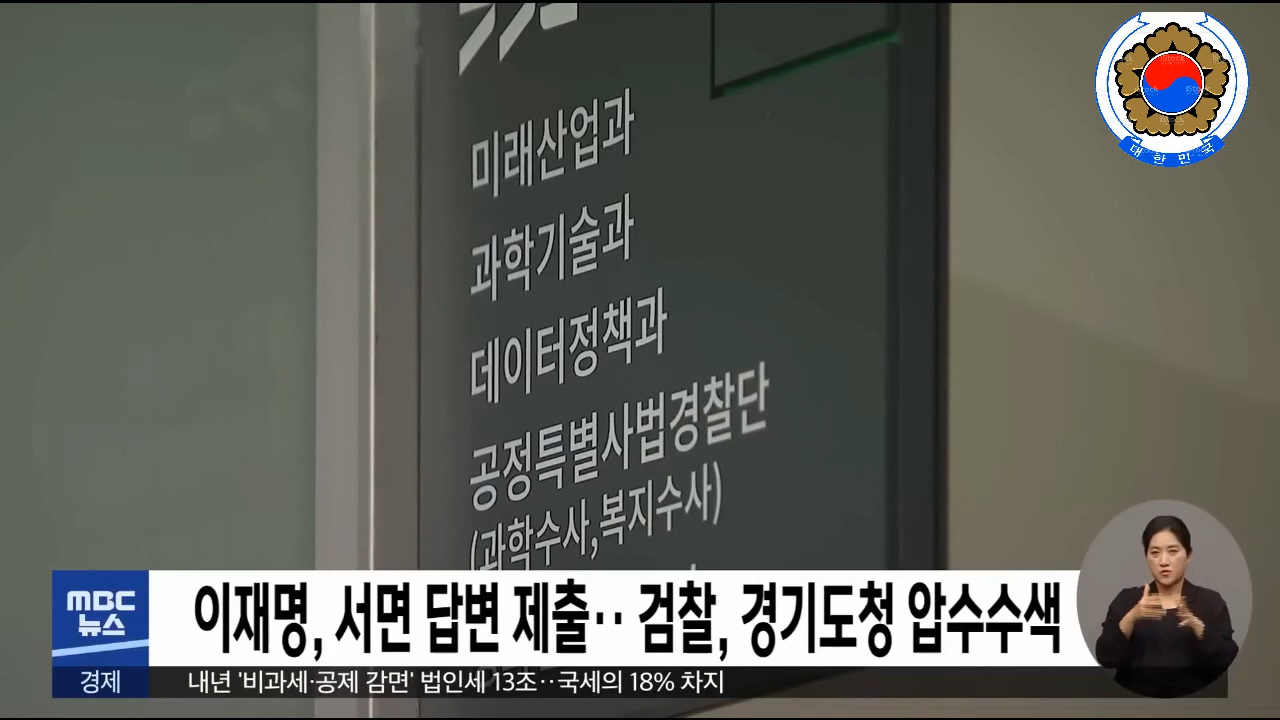 대한민국
미래산업과
과학기술과
데이터정책과
공정특별사법경찰단
(과학수사,복지수사)
MBC
뉴스
이재명, 서면 답변 제출‥ 검찰, 경기도청 압수수색
경제
내년 '비과세·공제 감면' 법인세 13조‥국세의 18% 차지